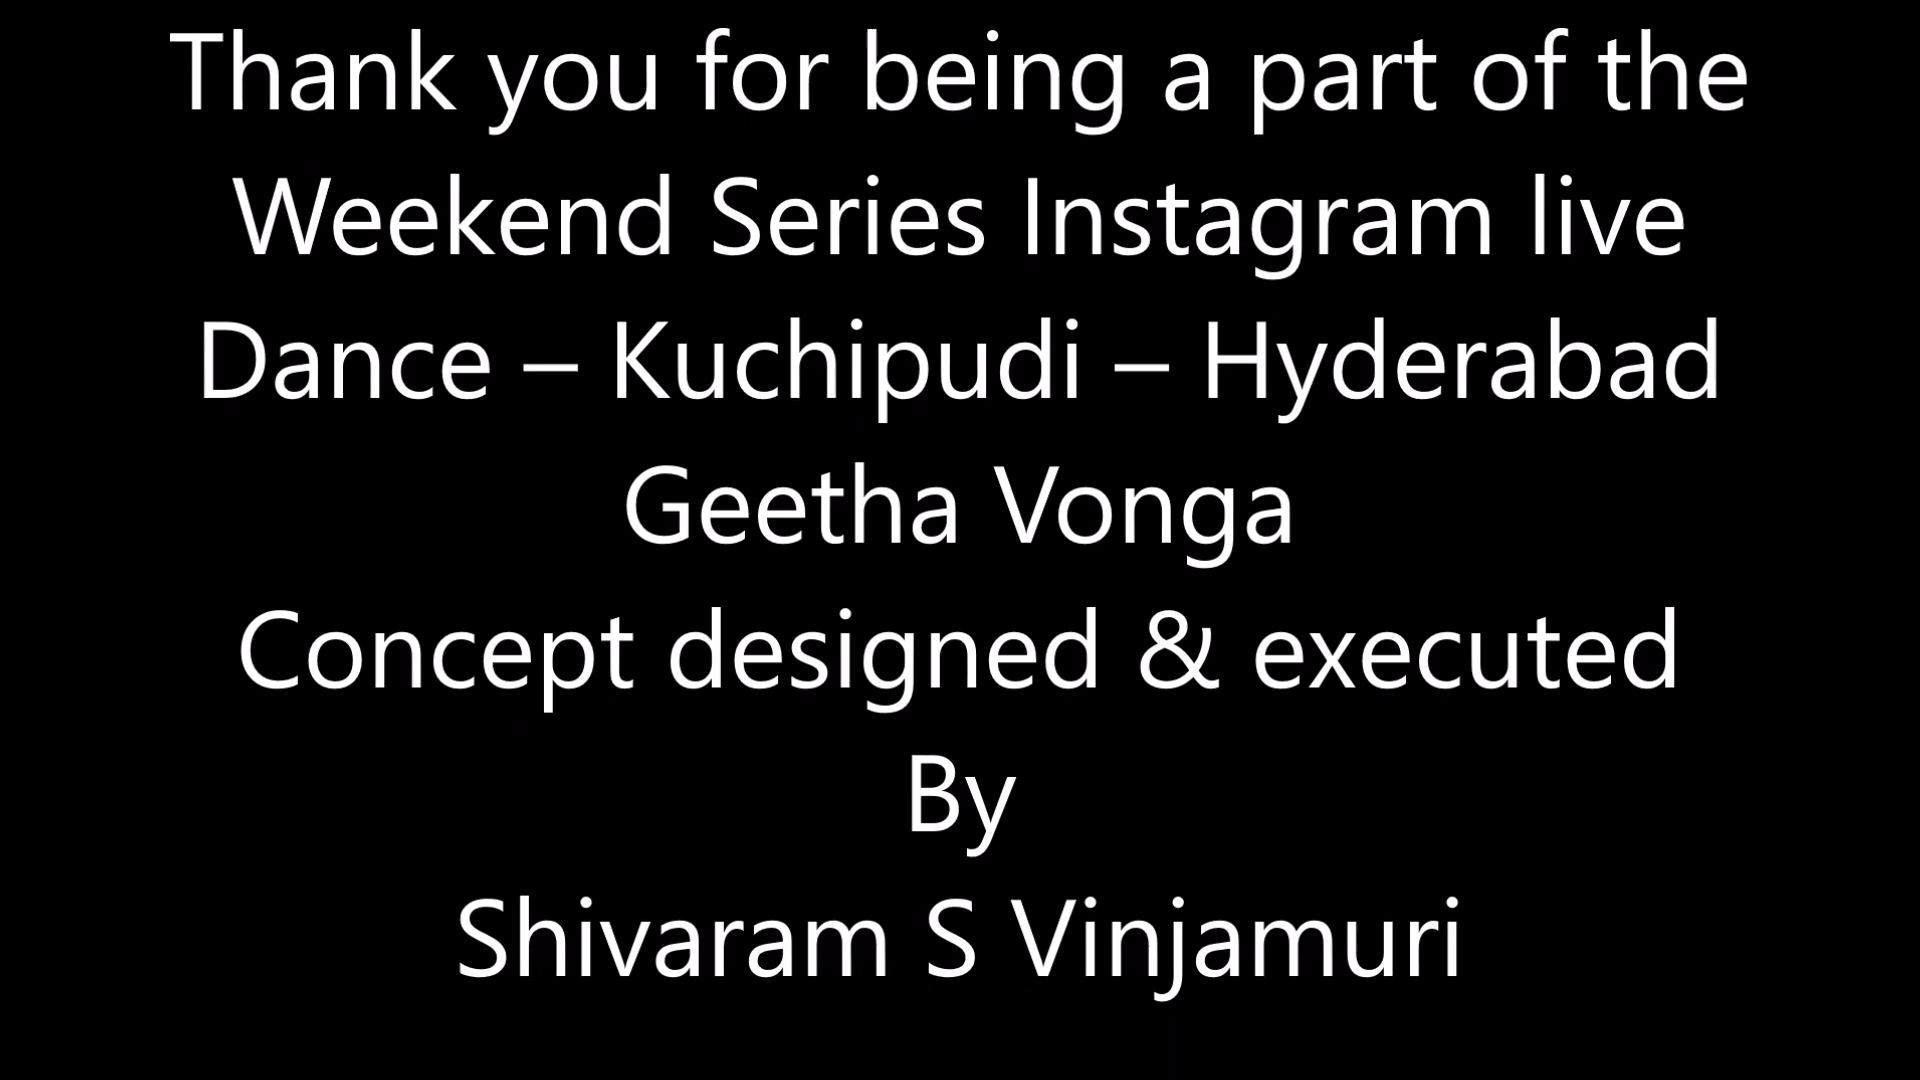 Thank you for being a part of the
Weekend Series Instagram live
Dance – Kuchipudi – Hyderabad
Geetha Vonga
Concept designed & executed
By
Shivaram S Vinjamuri